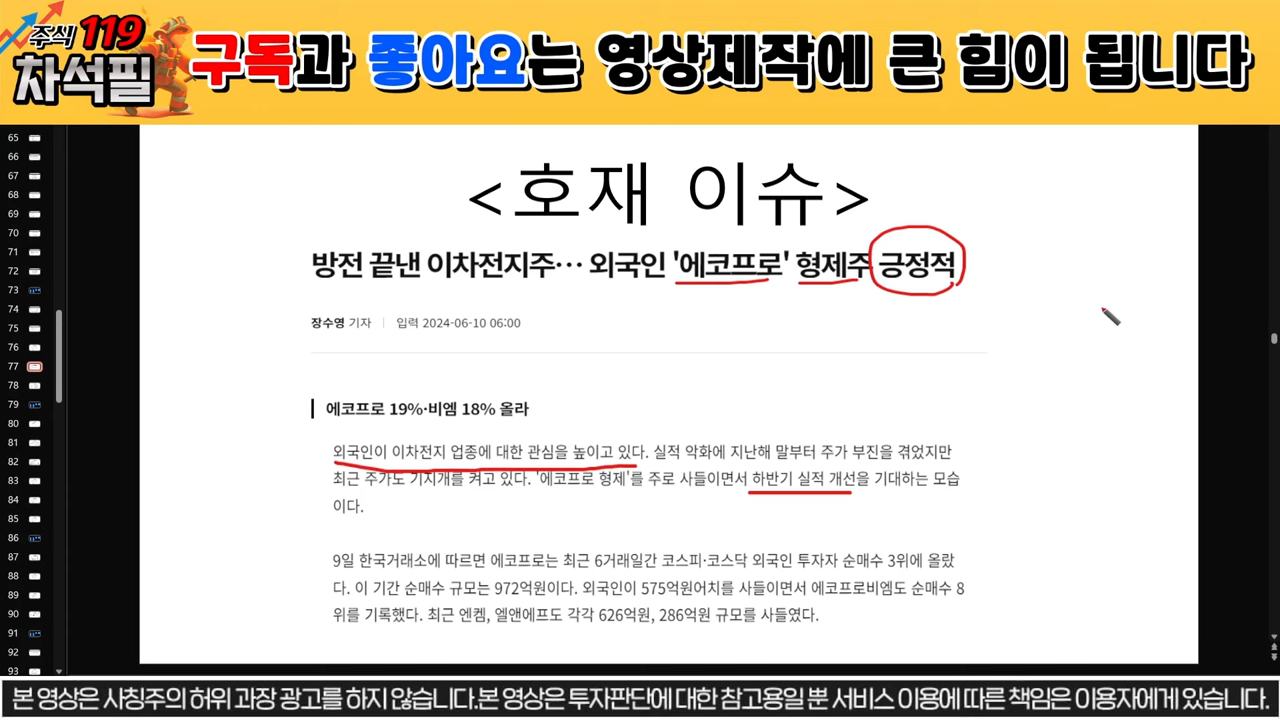 주식 119
차석필
구독과 좋아요는 영상제작에 큰 힘이 됩니다
65
66
67
68
69
70
71
72
73
74
75
76
77
78
79
80
81
82
83
84
85
86
87
88
89
90
91
92
93
<호재 이슈>
방전 끝낸 이차전지주… 외국인 '에코프로' 형제주 긍정적
장수영 기자 | 입력 2024-06-10 06:00
에코프로 19%·비엠 18% 올라
외국인이 이차전지 업종에 대한 관심을 높이고 있다. 실적 악화에 지난해 말부터 주가 부진을 겪었지만
최근 주가도 기지개를 켜고 있다. '에코프로 형제'를 주로 사들이면서 하반기 실적 개선을 기대하는 모습
이다.
9일 한국거래소에 따르면 에코프로는 최근 6거래일간 코스피·코스닥 외국인 투자자 순매수 3위에 올랐
다. 이 기간 순매수 규모는 972억원이다. 외국인이 575억원어치를 사들이면서 에코프로비엠도 순매수 8
위를 기록했다. 최근 엔켐, 엘앤에프도 각각 626억원, 286억원 규모를 사들였다.
본 영상은 사칭주의 허위 과장 광고를 하지 않습니다.본 영상은 투자판단에 대한 참고용일 뿐 서비스 이용에 따른 책임은 이용자에게 있습니다.